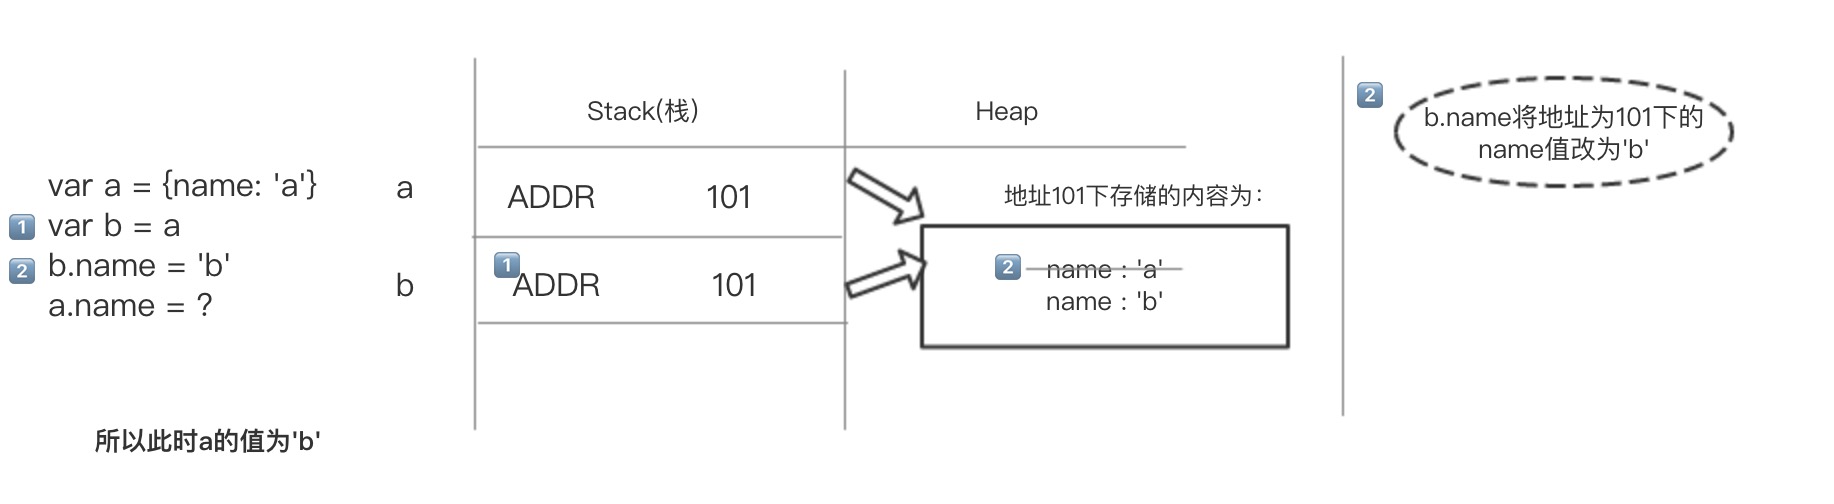 var a = {name: 'a'}
1 var b = a
2 b.name = 'b'
a.name = ?
所以此时a的值为'b'
Stack(栈)
Heap
a
ADDR 101
b
1 ADDR 101
地址101下存储的内容为：
2 name : 'a'
name : 'b'
2
b.name将地址为101下的
name值改为'b'